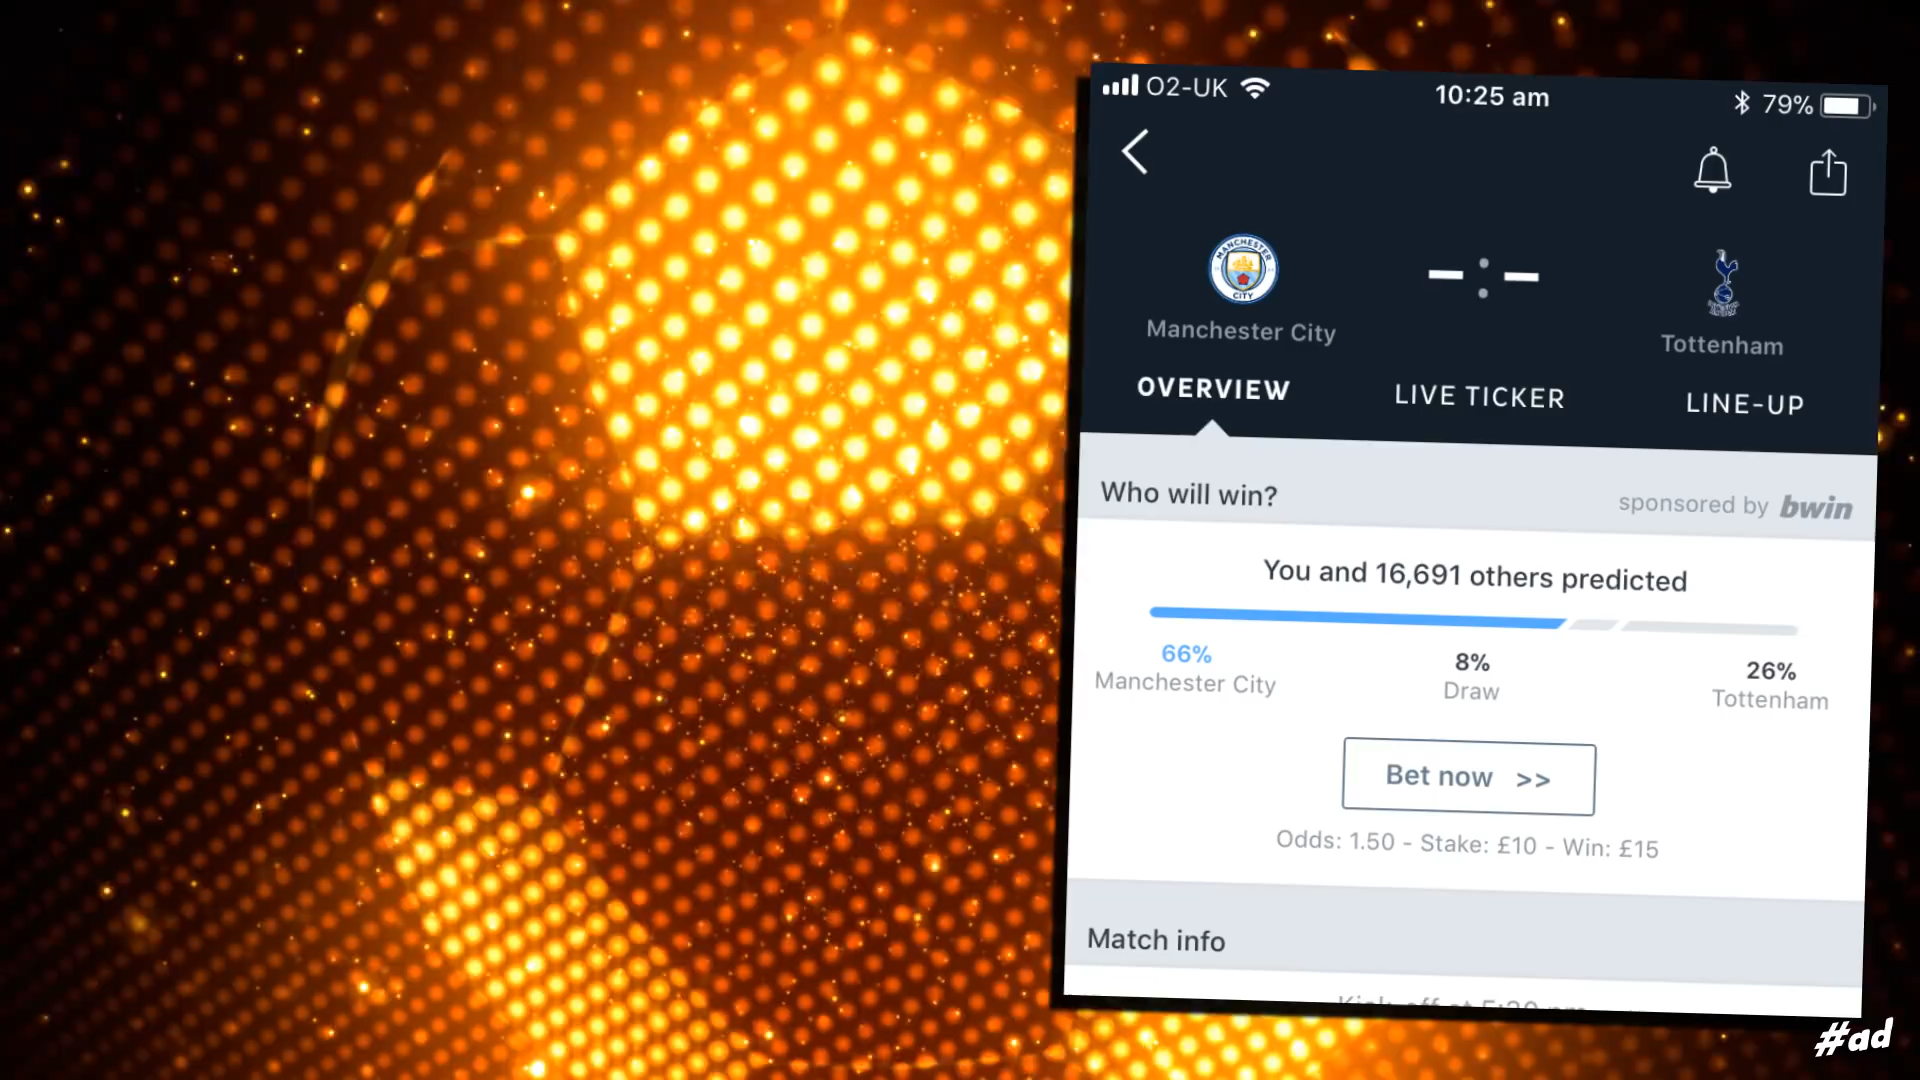 O2-UK
10:25 am
79%
MANCHESTER
CITY
Manchester City
- : -
Tottenham
OVERVIEW
LIVE TICKER
LINE-UP
Who will win?
sponsored by bwin
You and 16,691 others predicted
66%
Manchester City
8%
Draw
26%
Tottenham
Bet now >>
Odds: 1.50 - Stake: £10 - Win: £15
Match info
#ad